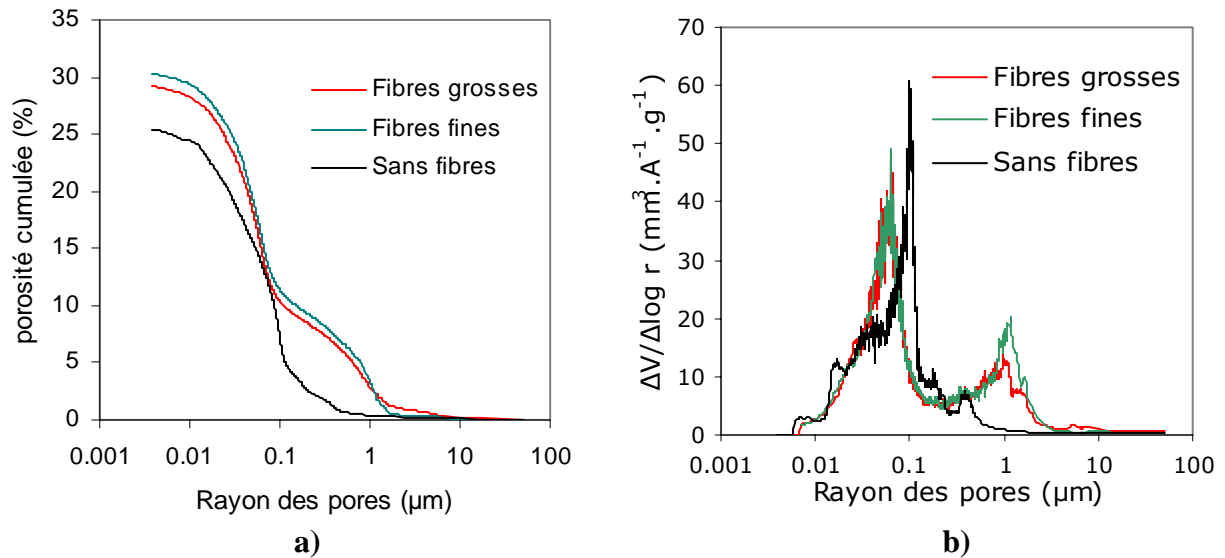 35
30
25
20
15
10
5
0
porosité cumulée (%)
Fibres grosses
Fibres fines
Sans fibres
0.001 0.01 0.1 1 10 100
Rayon des pores (µm)
a)
70
60
50
40
30
20
10
0
ΔV/Δlog r (mm³.A⁻¹.g⁻¹)
Fibres grosses
Fibres fines
Sans fibres
0.001 0.01 0.1 1 10 100
Rayon des pores (µm)
b)